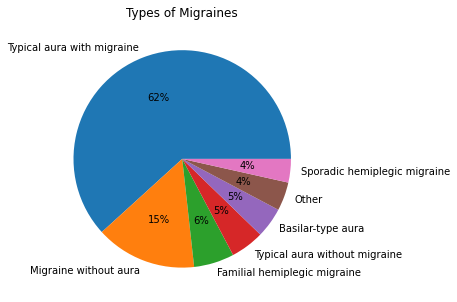 Types of Migraines
Typical aura with migraine
62%
15%
Migraine without aura
6%
Familial hemiplegic migraine
5%
Typical aura without migraine
5%
Basilar-type aura
4%
Other
4%
Sporadic hemiplegic migraine